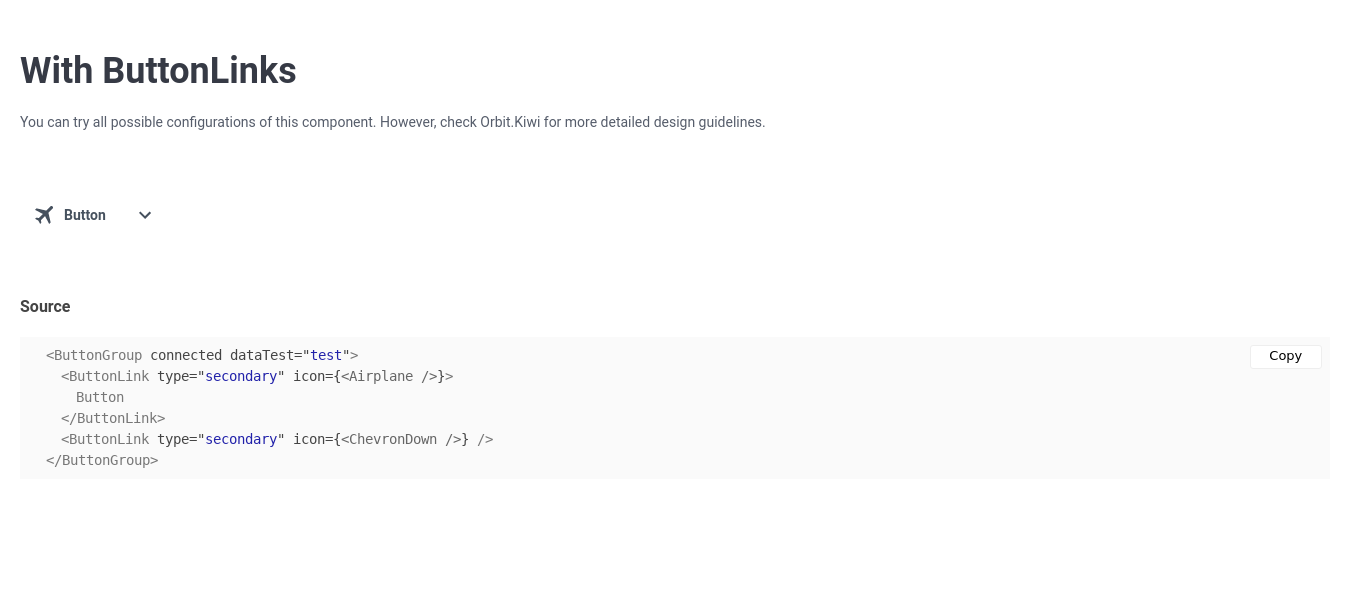 With ButtonLinks
You can try all possible configurations of this component. However, check Orbit.Kiwi for more detailed design guidelines.
Button
Source
<ButtonGroup connected dataTest="test">
Copy
<ButtonLink type="secondary" icon={<Airplane />}>
Button
</ButtonLink>
<ButtonLink type="secondary" icon={<ChevronDown />} />
</ButtonGroup>